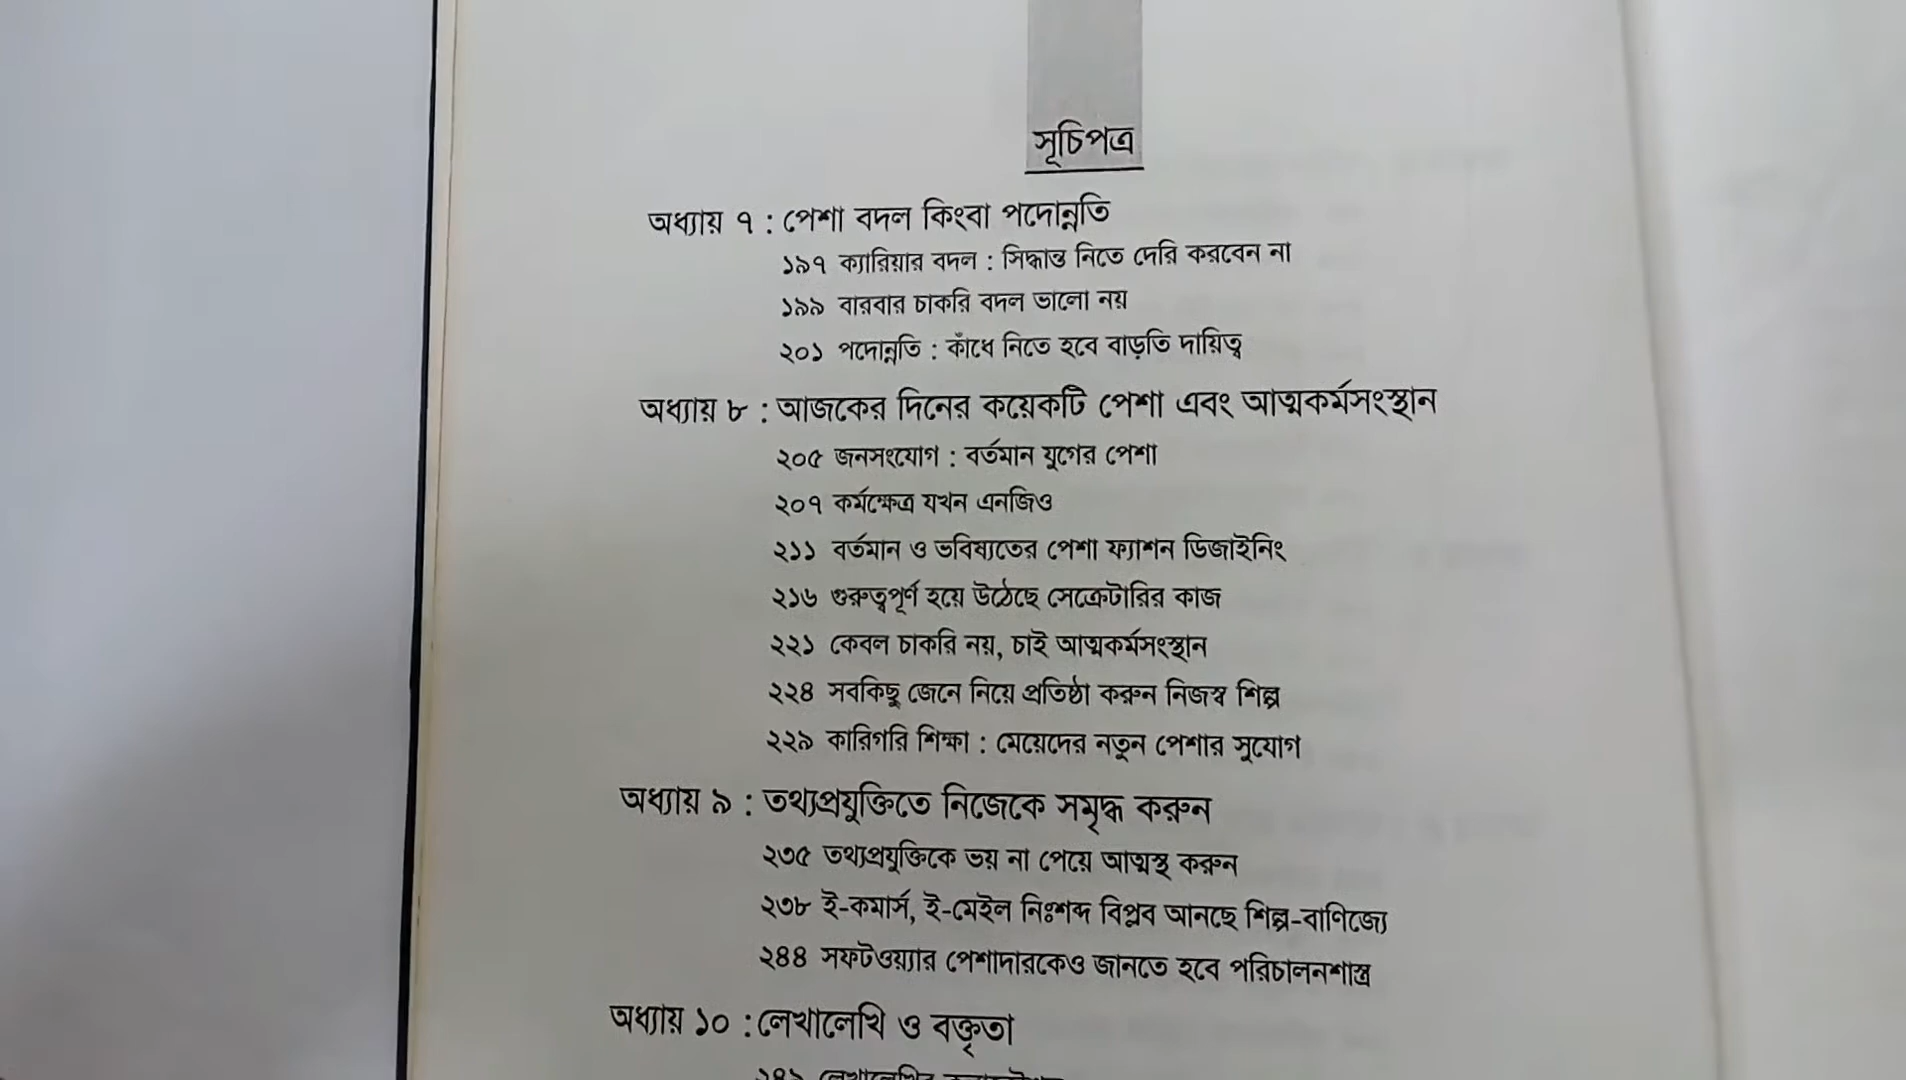 সূচিপত্র
অধ্যায় ৭ : পেশা বদল কিংবা পদোন্নতি
১৯৭ ক্যারিয়ার বদল : সিদ্ধান্ত নিতে দেরি করবেন না
১৯৯ বারবার চাকরি বদল ভালো নয়
২০১ পদোন্নতি : কাঁধে নিতে হবে বাড়তি দায়িত্ব
অধ্যায় ৮ : আজকের দিনের কয়েকটি পেশা এবং আত্মকর্মসংস্থান
২০৫ জনসংযোগ : বর্তমান যুগের পেশা
২০৭ কর্মক্ষেত্র যখন এনজিও
২১১ বর্তমান ও ভবিষ্যতের পেশা ফ্যাশন ডিজাইনিং
২১৬ গুরুত্বপূর্ণ হয়ে উঠেছে সেক্রেটারির কাজ
২২১ কেবল চাকরি নয়, চাই আত্মকর্মসংস্থান
২২৪ সবকিছু জেনে নিয়ে প্রতিষ্ঠা করুন নিজস্ব শিল্প
২২৯ কারিগরি শিক্ষা : মেয়েদের নতুন পেশার সুযোগ
অধ্যায় ৯ : তথ্যপ্রযুক্তিতে নিজেকে সমৃদ্ধ করুন
২৩৫ তথ্যপ্রযুক্তিকে ভয় না পেয়ে আত্মস্থ করুন
২৩৮ ই-কমার্স, ই-মেইল নিঃশব্দ বিপ্লব আনছে শিল্প-বাণিজ্যে
২৪৪ সফটওয়্যার পেশাদারকেও জানতে হবে পরিচালনশাস্ত্র
অধ্যায় ১০ : লেখালেখি ও বক্তৃতা